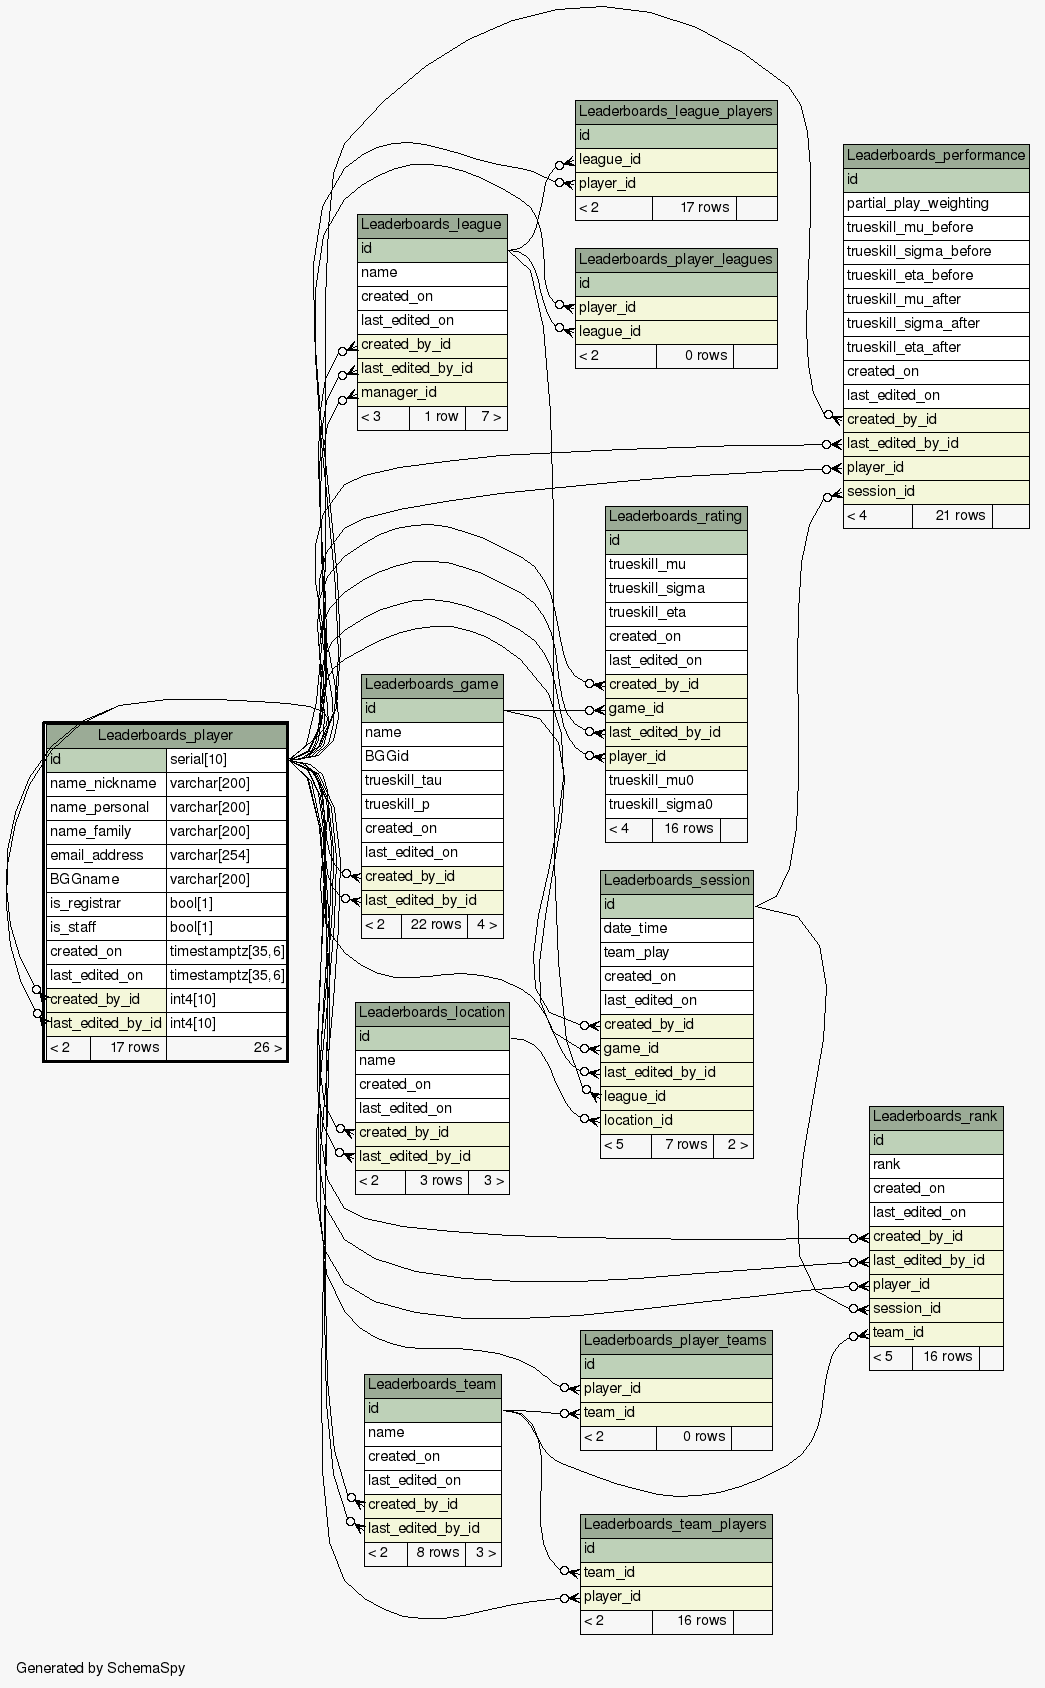 Leaderboards_league_players
id
league_id
player_id
< 2 17 rows
Leaderboards_performance
id
partial_play_weighting
trueskill_mu_before
trueskill_sigma_before
trueskill_eta_before
trueskill_mu_after
trueskill_sigma_after
trueskill_eta_after
created_on
last_edited_on
created_by_id
last_edited_by_id
player_id
session_id
< 4 21 rows
Leaderboards_league
id
name
created_on
last_edited_on
created_by_id
last_edited_by_id
manager_id
< 3 1 row 7 >
Leaderboards_player_leagues
id
player_id
league_id
< 2 0 rows
Leaderboards_rating
id
trueskill_mu
trueskill_sigma
trueskill_eta
created_on
last_edited_on
created_by_id
game_id
last_edited_by_id
player_id
trueskill_mu0
trueskill_sigma0
< 4 16 rows
Leaderboards_game
id
name
BGGid
trueskill_tau
trueskill_p
created_on
last_edited_on
created_by_id
last_edited_by_id
< 2 22 rows 4 >
Leaderboards_player
id serial[10]
name_nickname varchar[200]
name_personal varchar[200]
name_family varchar[200]
email_address varchar[254]
BGGname varchar[200]
is_registrar bool[1]
is_staff bool[1]
created_on timestamptz[35,6]
last_edited_on timestamptz[35,6]
created_by_id int4[10]
last_edited_by_id int4[10]
< 2 17 rows 26 >
Leaderboards_session
id
date_time
team_play
created_on
last_edited_on
created_by_id
game_id
last_edited_by_id
league_id
location_id
< 5 7 rows 2 >
Leaderboards_location
id
name
created_on
last_edited_on
created_by_id
last_edited_by_id
< 2 3 rows 3 >
Leaderboards_rank
id
rank
created_on
last_edited_on
created_by_id
last_edited_by_id
player_id
session_id
team_id
< 5 16 rows
Leaderboards_player_teams
id
player_id
team_id
< 2 0 rows
Leaderboards_team
id
name
created_on
last_edited_on
created_by_id
last_edited_by_id
< 2 8 rows 3 >
Leaderboards_team_players
id
team_id
player_id
< 2 16 rows
Generated by SchemaSpy